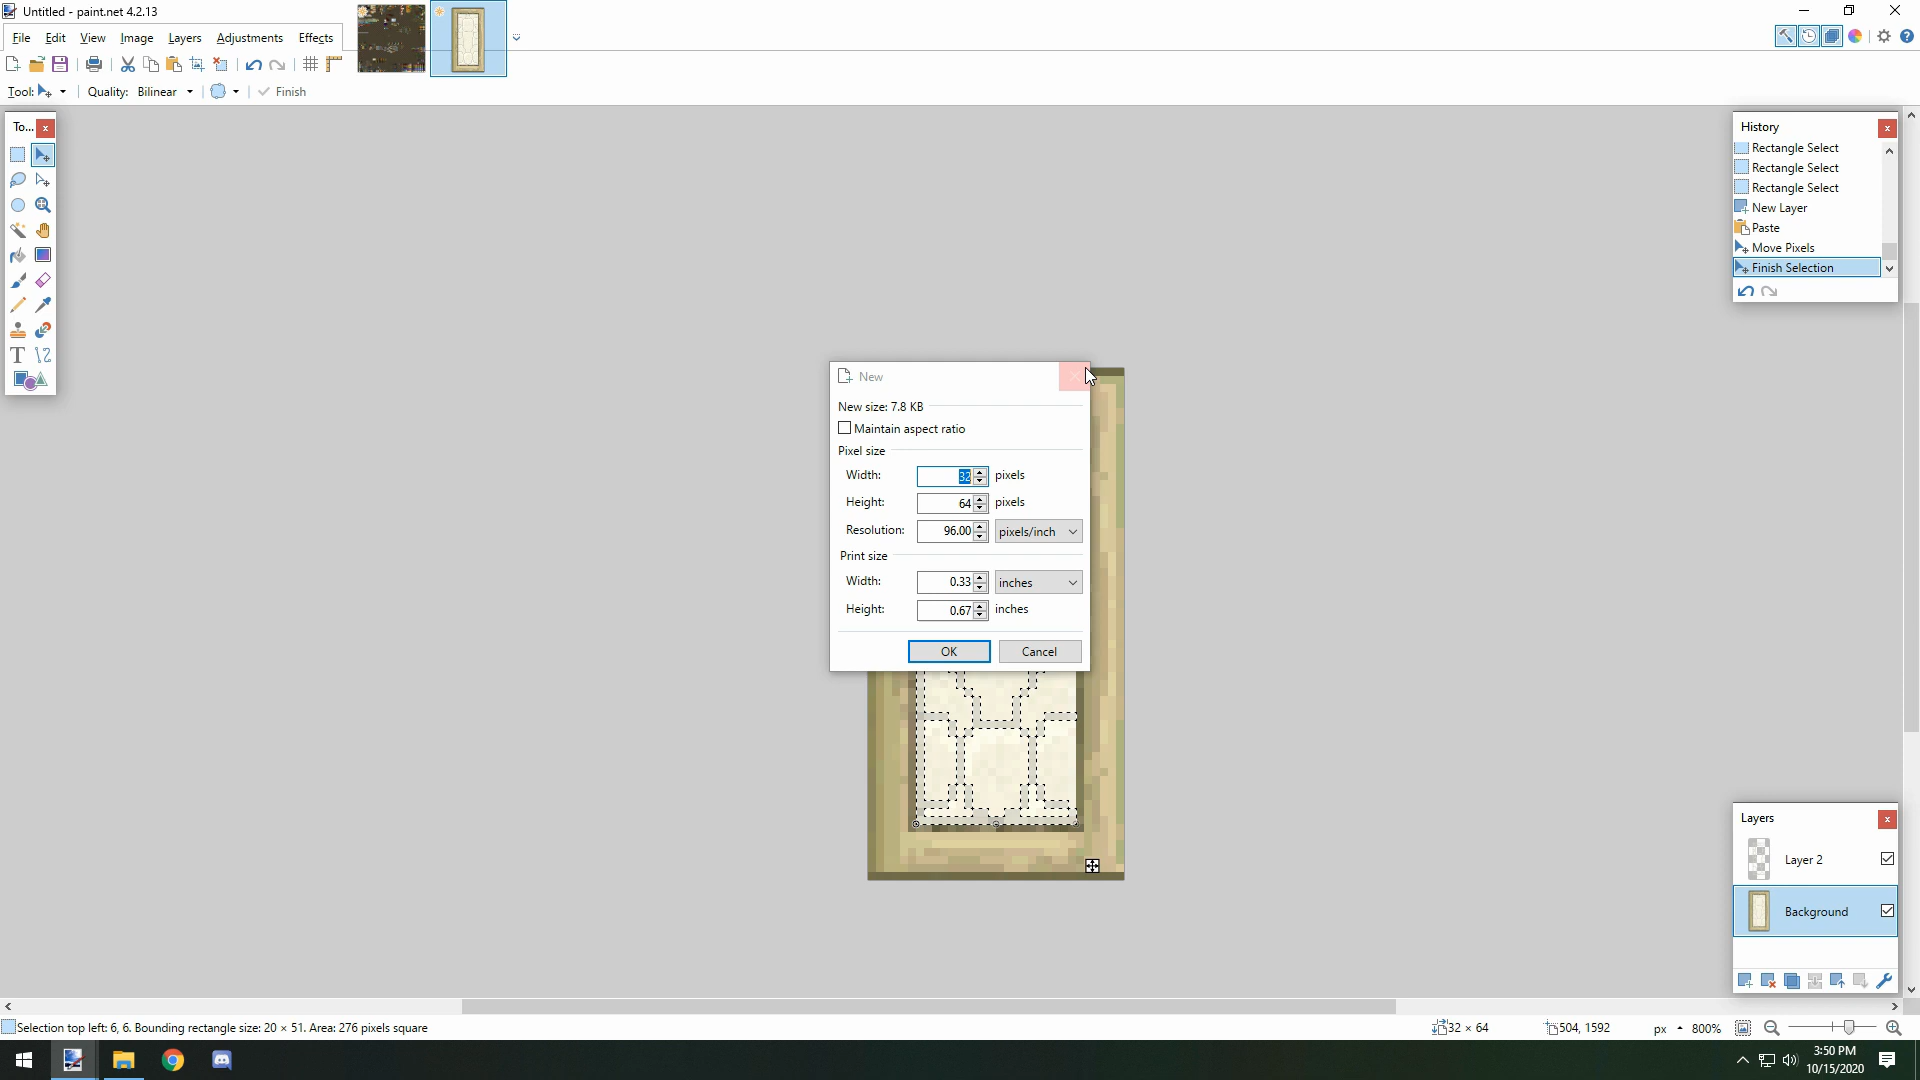 Untitled - paint.net 4.2.13
File Edit View Image Layers Adjustments Effects
Tool: Quality: Bilinear Finish
To...
History
Rectangle Select
Rectangle Select
Rectangle Select
New Layer
Paste
Move Pixels
Finish Selection
New
New size: 7.8 KB
Maintain aspect ratio
Pixel size
Width: 32 pixels
Height: 64 pixels
Resolution: 96.00 pixels/inch
Print size
Width: 0.33 inches
Height: 0.67 inches
OK Cancel
Layers
Layer 2
Background
Selection top left: 6, 6. Bounding rectangle size: 20 × 51. Area: 276 pixels square
32 × 64 504, 1592 px 800%
3:50 PM
10/15/2020